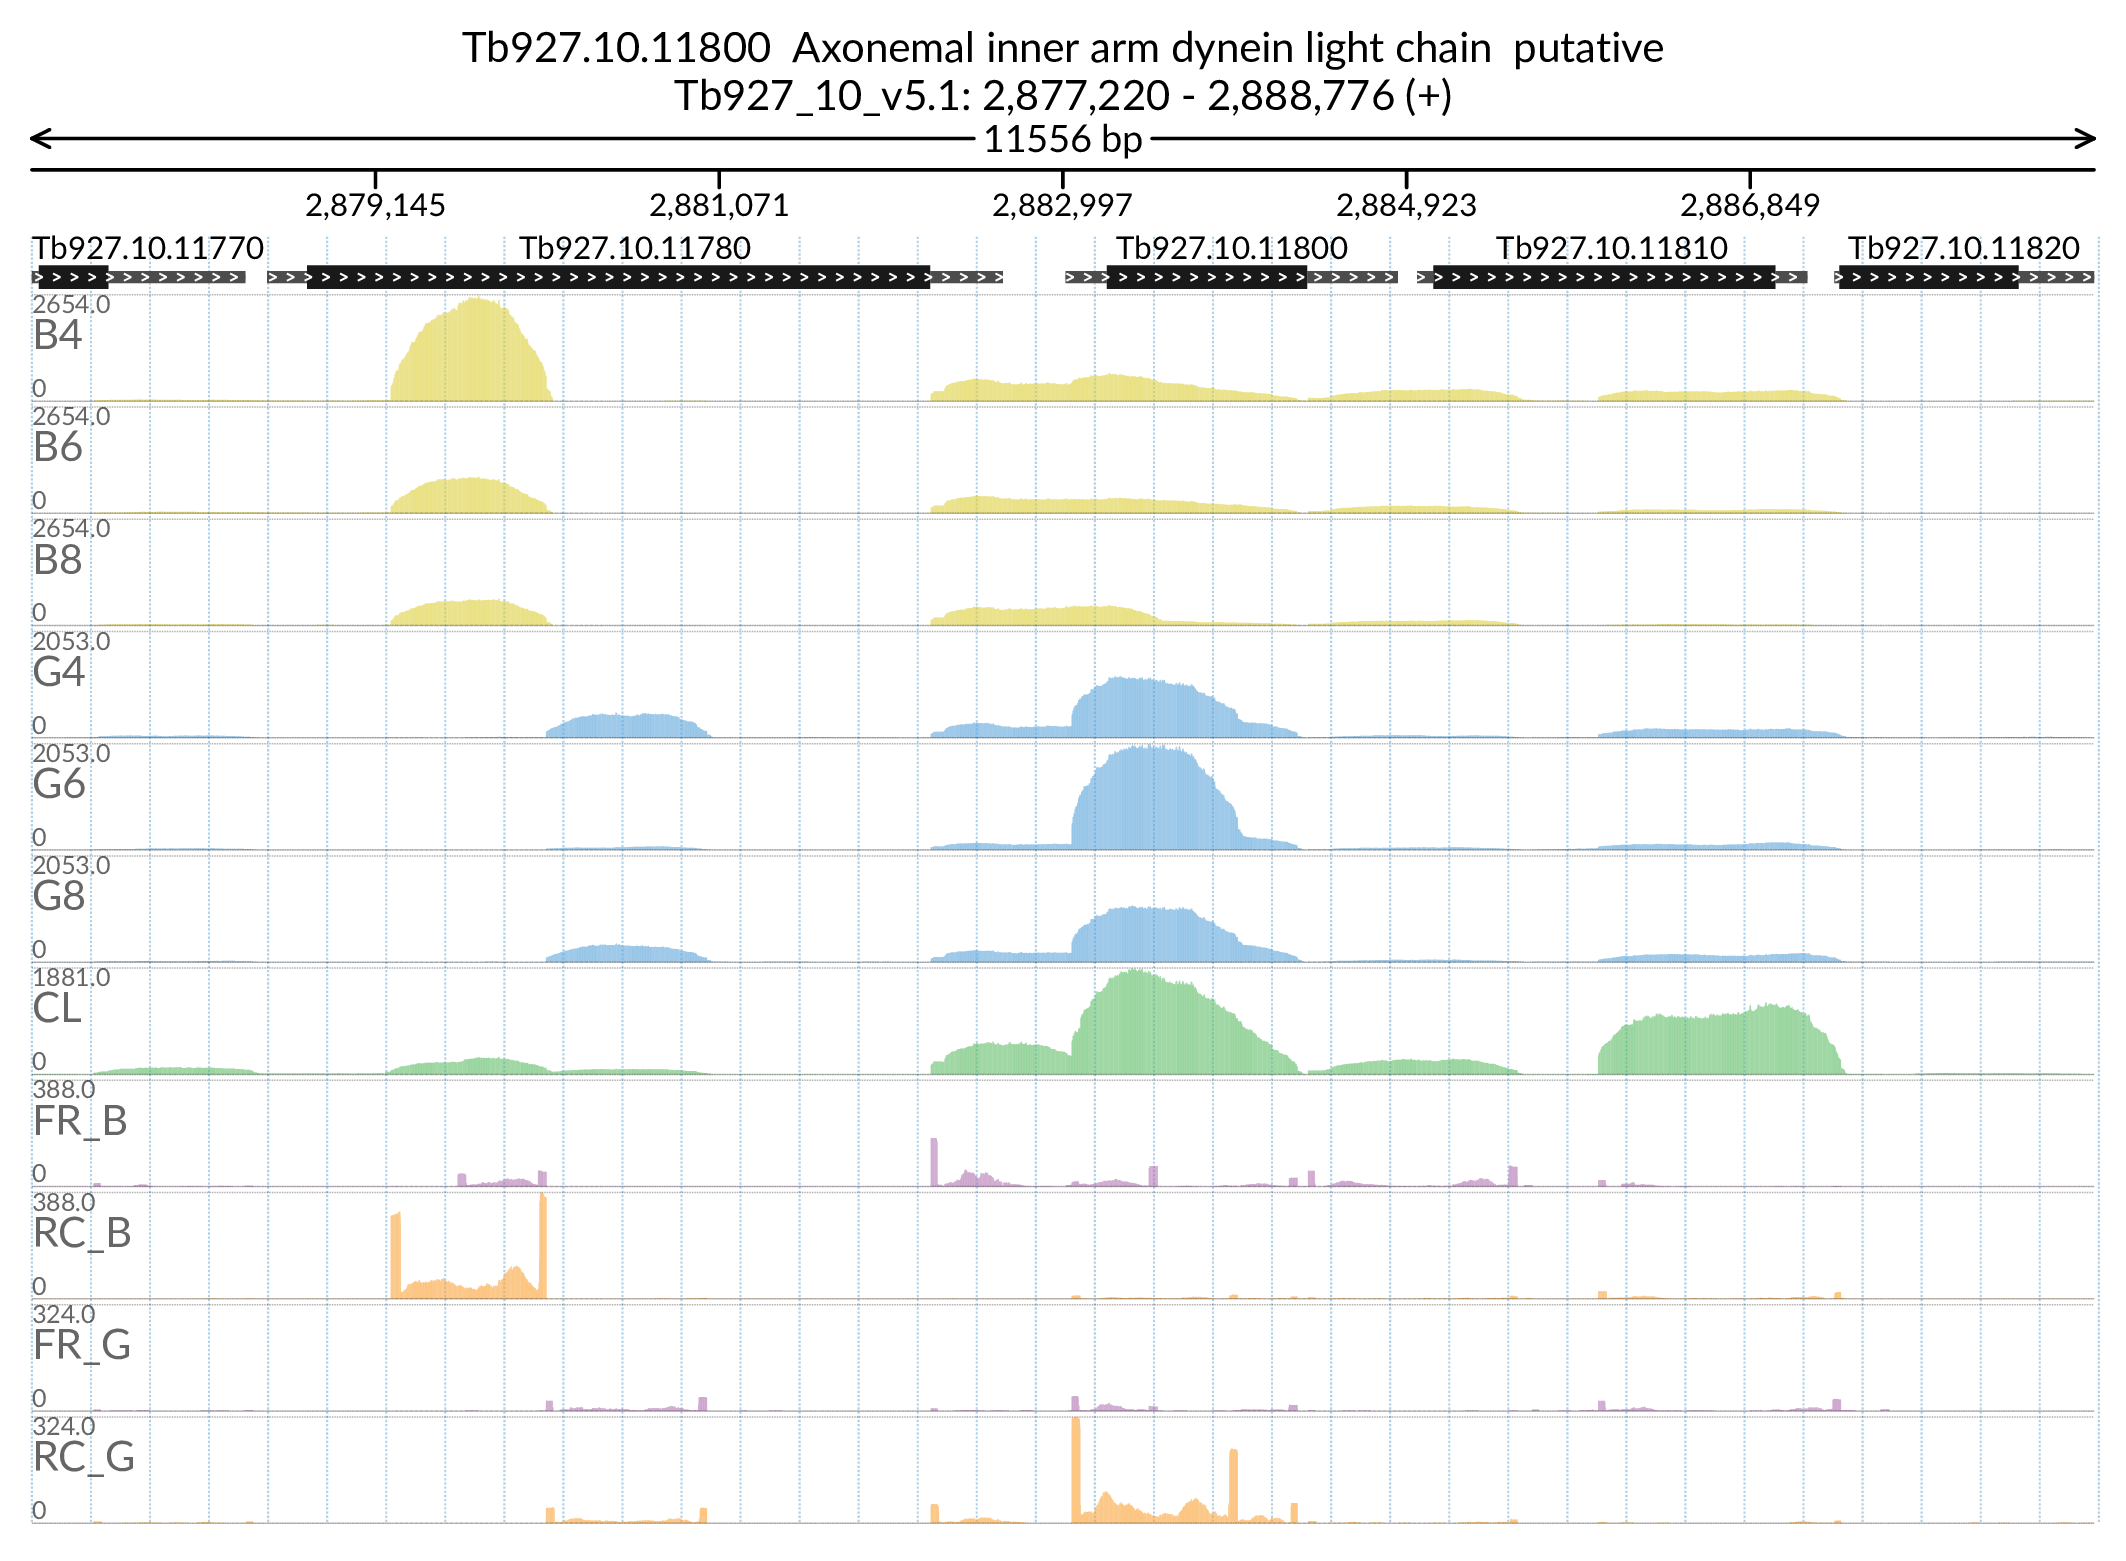 Tb927.10.11800  Axonemal inner arm dynein light chain  putative
Tb927_10_v5.1: 2,877,220 - 2,888,776 (+)
11556 bp
2,879,145 2,881,071 2,882,997 2,884,923 2,886,849
Tb927.10.11770 Tb927.10.11780 Tb927.10.11800 Tb927.10.11810 Tb927.10.11820
2654.0
B4
0
2654.0
B6
0
2654.0
B8
0
2053.0
G4
0
2053.0
G6
0
2053.0
G8
0
1881.0
CL
0
388.0
FR_B
0
388.0
RC_B
0
324.0
FR_G
0
324.0
RC_G
0